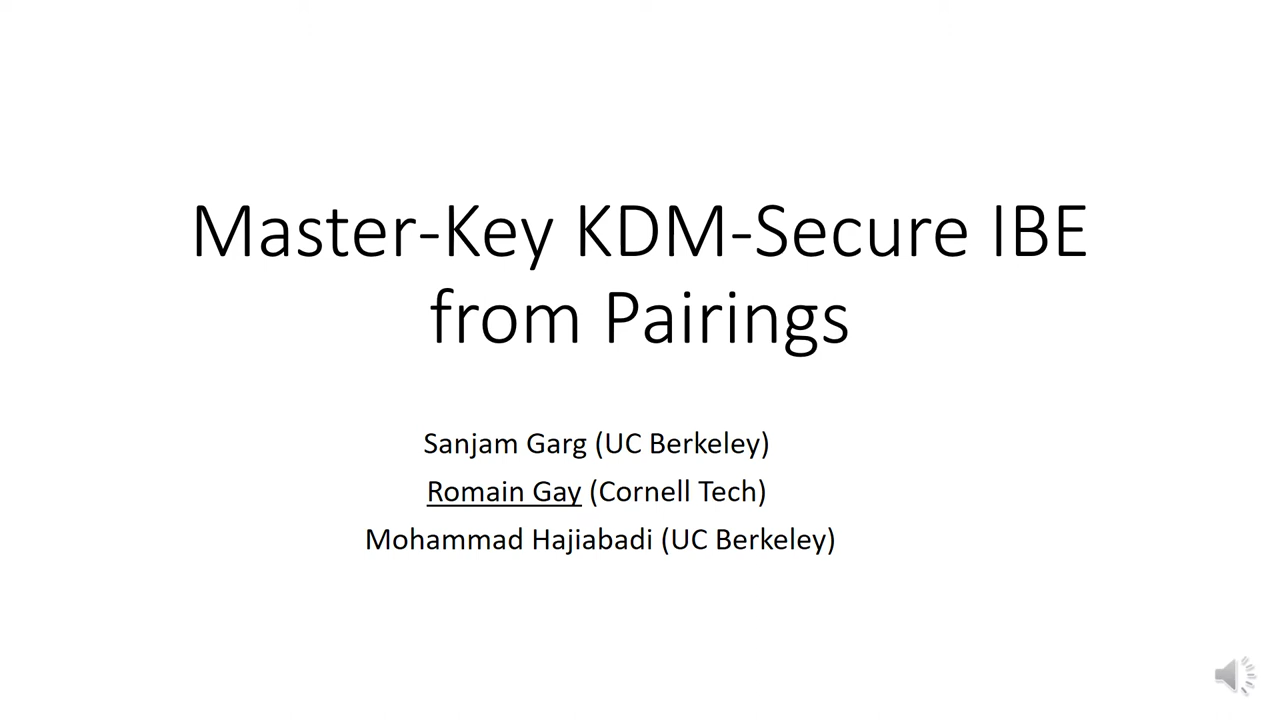 Master-Key KDM-Secure IBE
from Pairings
Sanjam Garg (UC Berkeley)
Romain Gay (Cornell Tech)
Mohammad Hajiabadi (UC Berkeley)